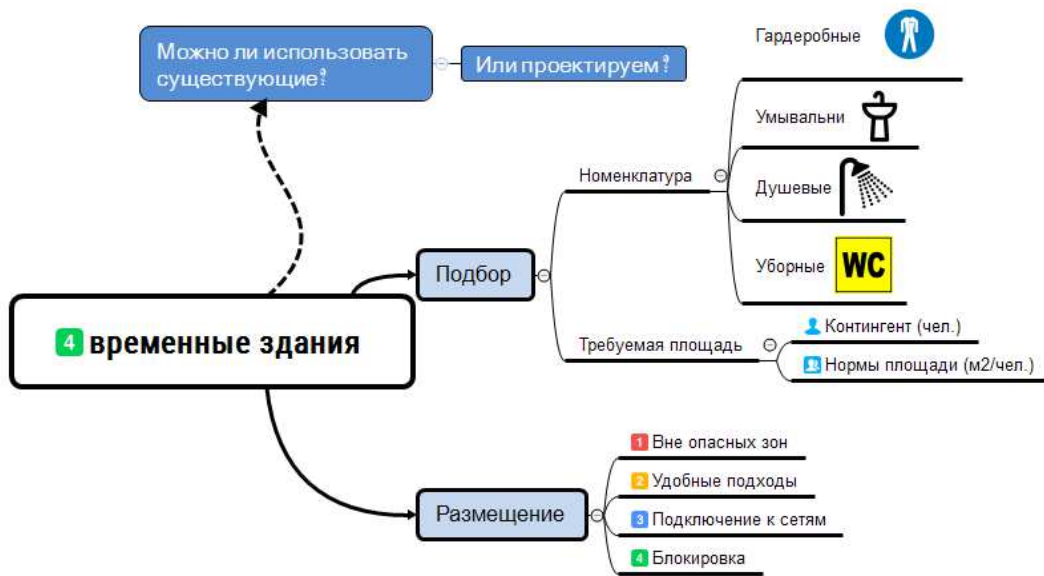 Можно ли использовать
существующие?
Или проектируем?
Гардеробные
Умывальни
Номенклатура
Душевые
Подбор
Уборные
WC
4 временные здания
Требуемая площадь
Контингент (чел.)
Нормы площади (м2/чел.)
1 Вне опасных зон
2 Удобные подходы
Размещение
3 Подключение к сетям
4 Блокировка